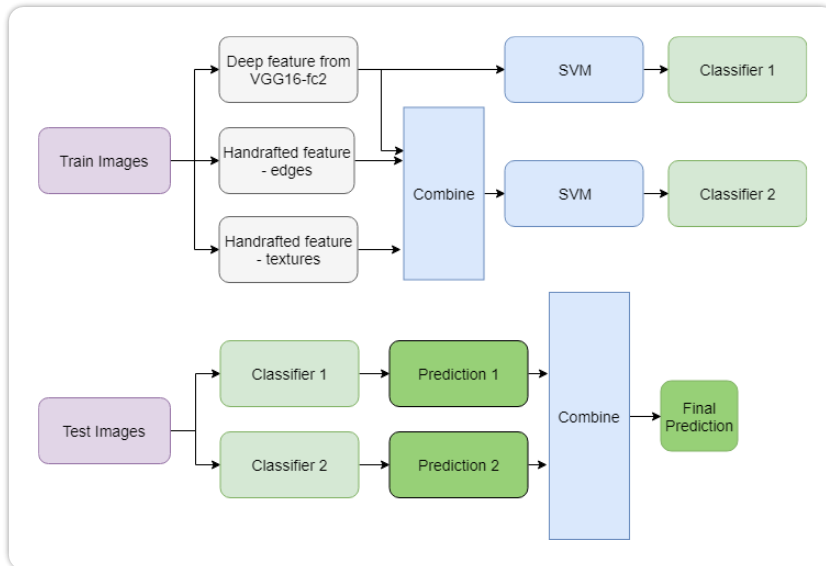 Deep feature from
VGG16-fc2
SVM
Classifier 1
Train Images
Handrafted feature
- edges
Combine
SVM
Classifier 2
Handrafted feature
- textures
Classifier 1
Prediction 1
Test Images
Combine
Final
Prediction
Classifier 2
Prediction 2